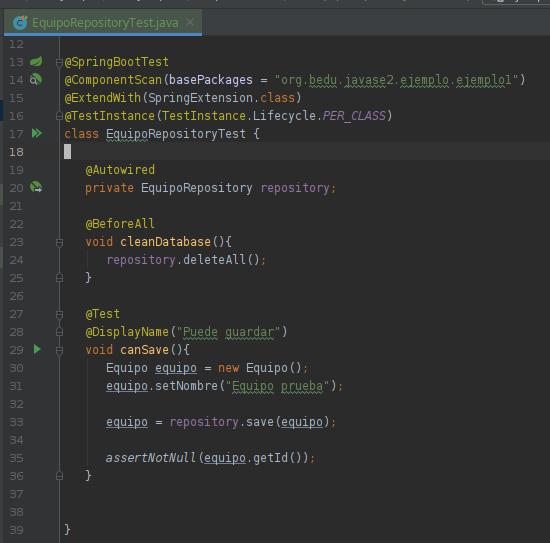 EquipoRepositoryTest.java
12
13 @SpringBootTest
14 @ComponentScan(basePackages = "org.bedu.javase2.ejemplo.ejemplo1")
15 @ExtendWith(SpringExtension.class)
16 @TestInstance(TestInstance.Lifecycle.PER_CLASS)
17 class EquipoRepositoryTest {
18
19 @Autowired
20 private EquipoRepository repository;
21
22 @BeforeAll
23 void cleanDatabase(){
24 repository.deleteAll();
25 }
26
27 @Test
28 @DisplayName("Puede guardar")
29 void canSave(){
30 Equipo equipo = new Equipo();
31 equipo.setNombre("Equipo prueba");
32
33 equipo = repository.save(equipo);
34
35 assertNotNull(equipo.getId());
36 }
37
38
39 }